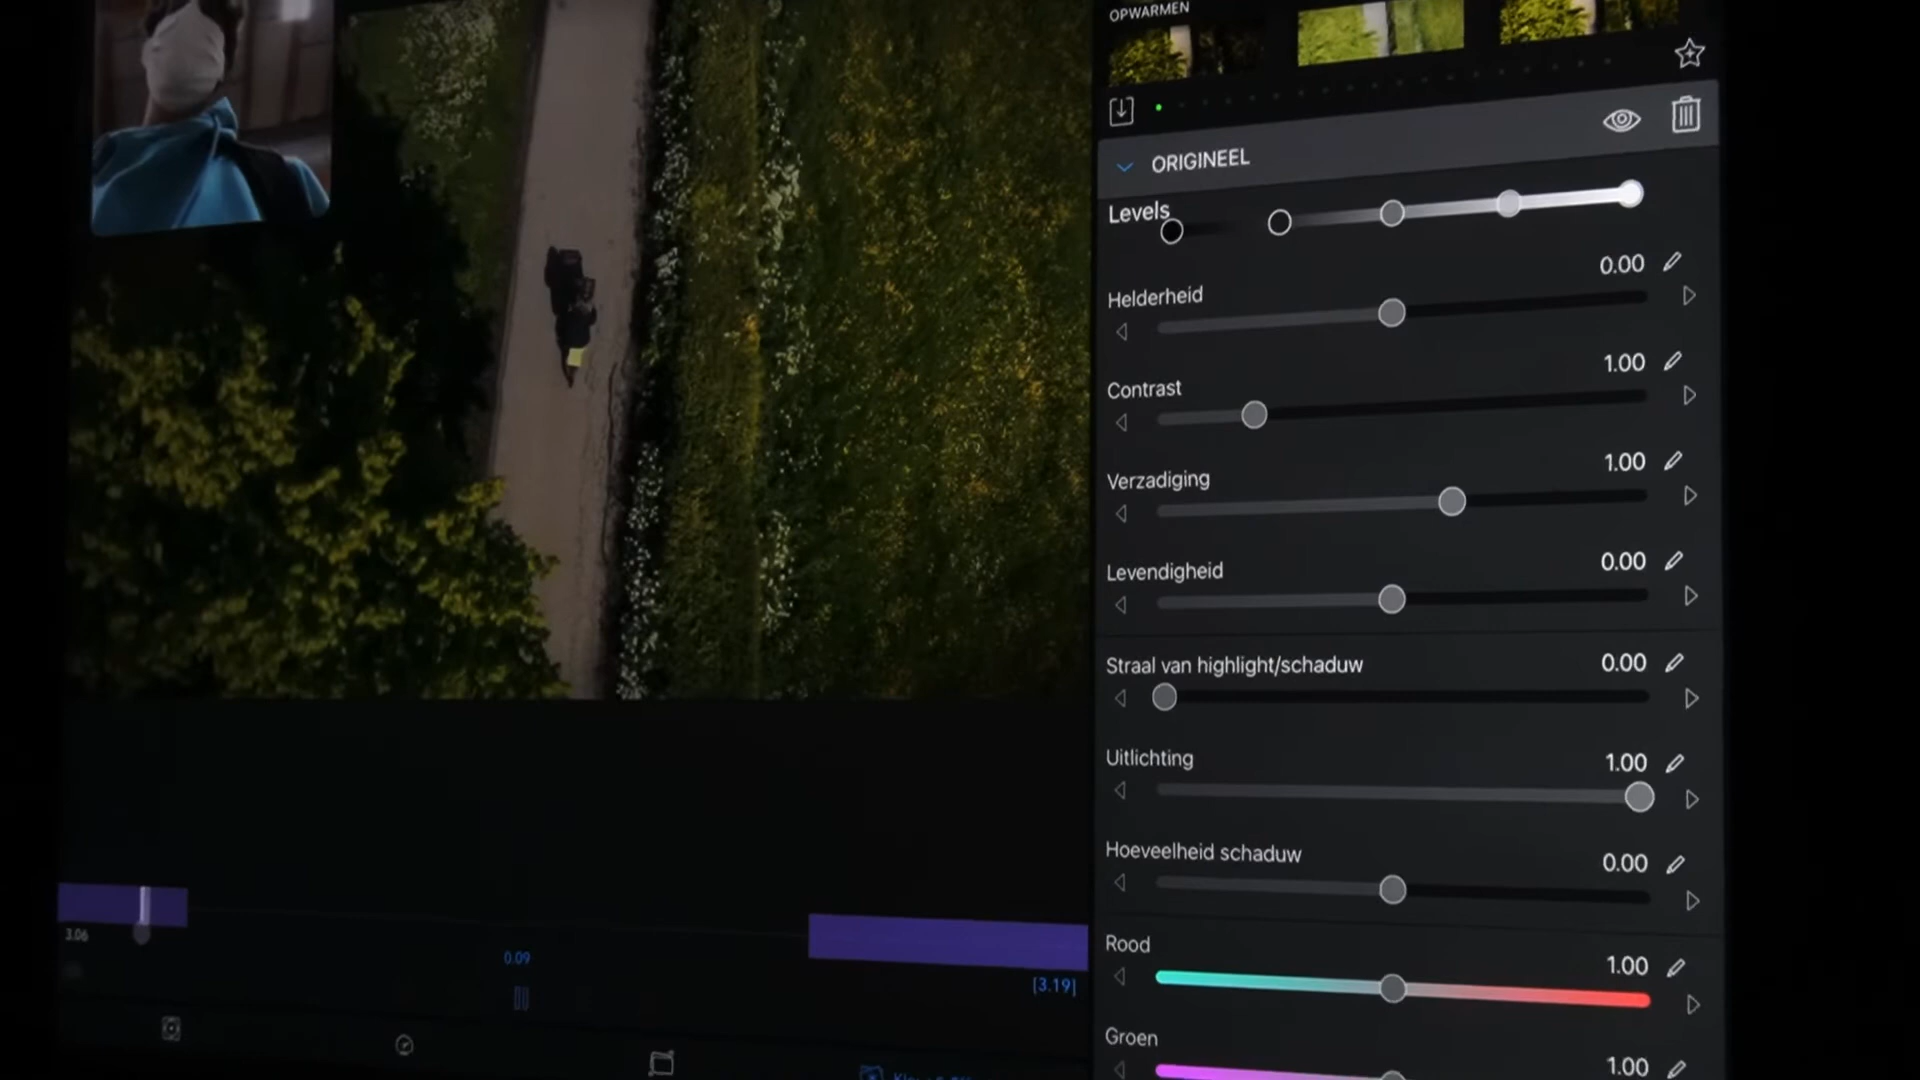 OPWARMEN
ORIGINEEL
Levels
0.00
Helderheid
1.00
Contrast
1.00
Verzadiging
0.00
Levendigheid
Straal van highlight/schaduw
0.00
Uitlichting
1.00
Hoeveelheid schaduw
0.00
Rood
1.00
Groen
1.00
3.06
0.09
[3.19]